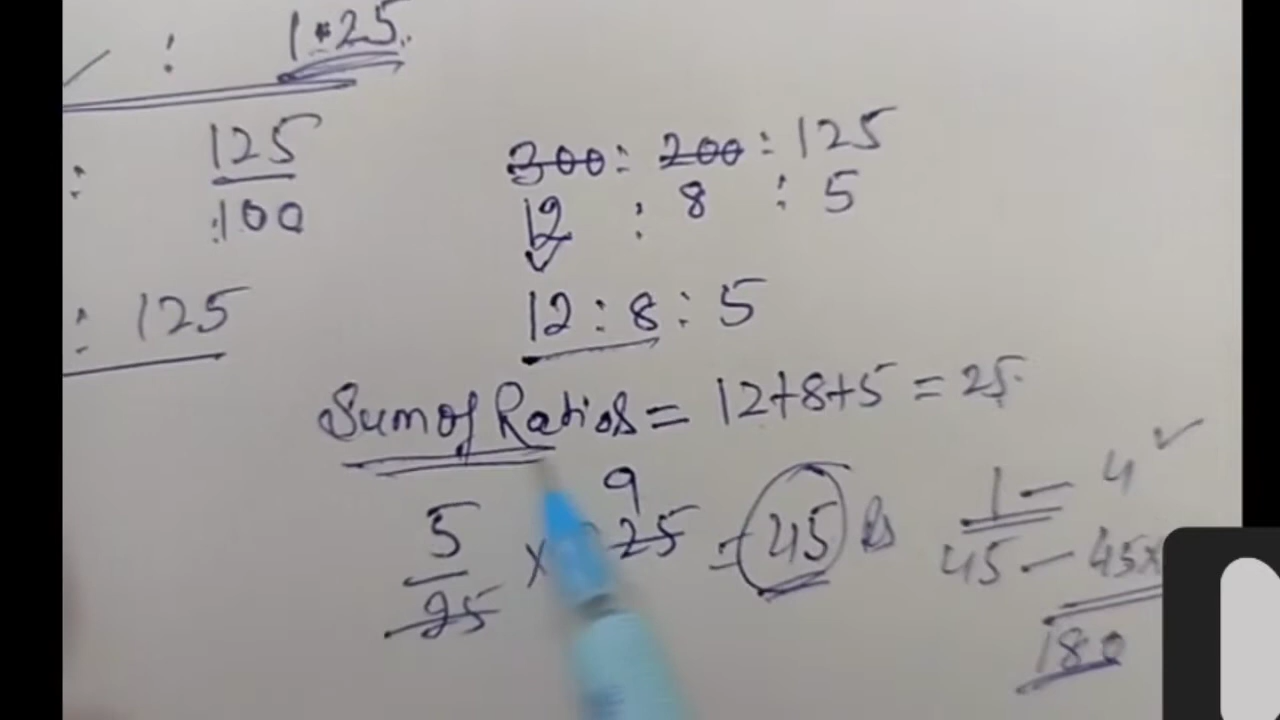 : 1.25.
: 125
100
: 125
300 : 200 : 125
12 : 8 : 5
12 : 8 : 5
Sum of Ratios = 12+8+5 = 25
9
5 × 25 = 45 Rs
25
1 — 4 ✓
45 — 45×
180